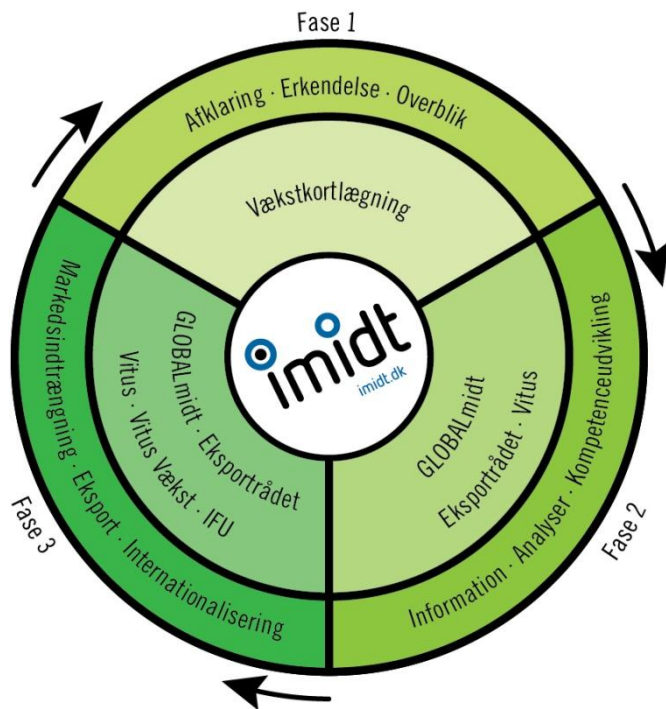 Fase 1
Afklaring · Erkendelse · Overblik
Vækstkortlægning
imidt
imidt.dk
Fase 2
Information · Analyser · Kompetenceudvikling
GLOBALmidt
Eksportrådet · Vitus
Fase 3
Markedsindtrængning · Eksport · Internationalisering
GLOBALmidt · Eksportrådet
Vitus · Vitus Vækst · IFU